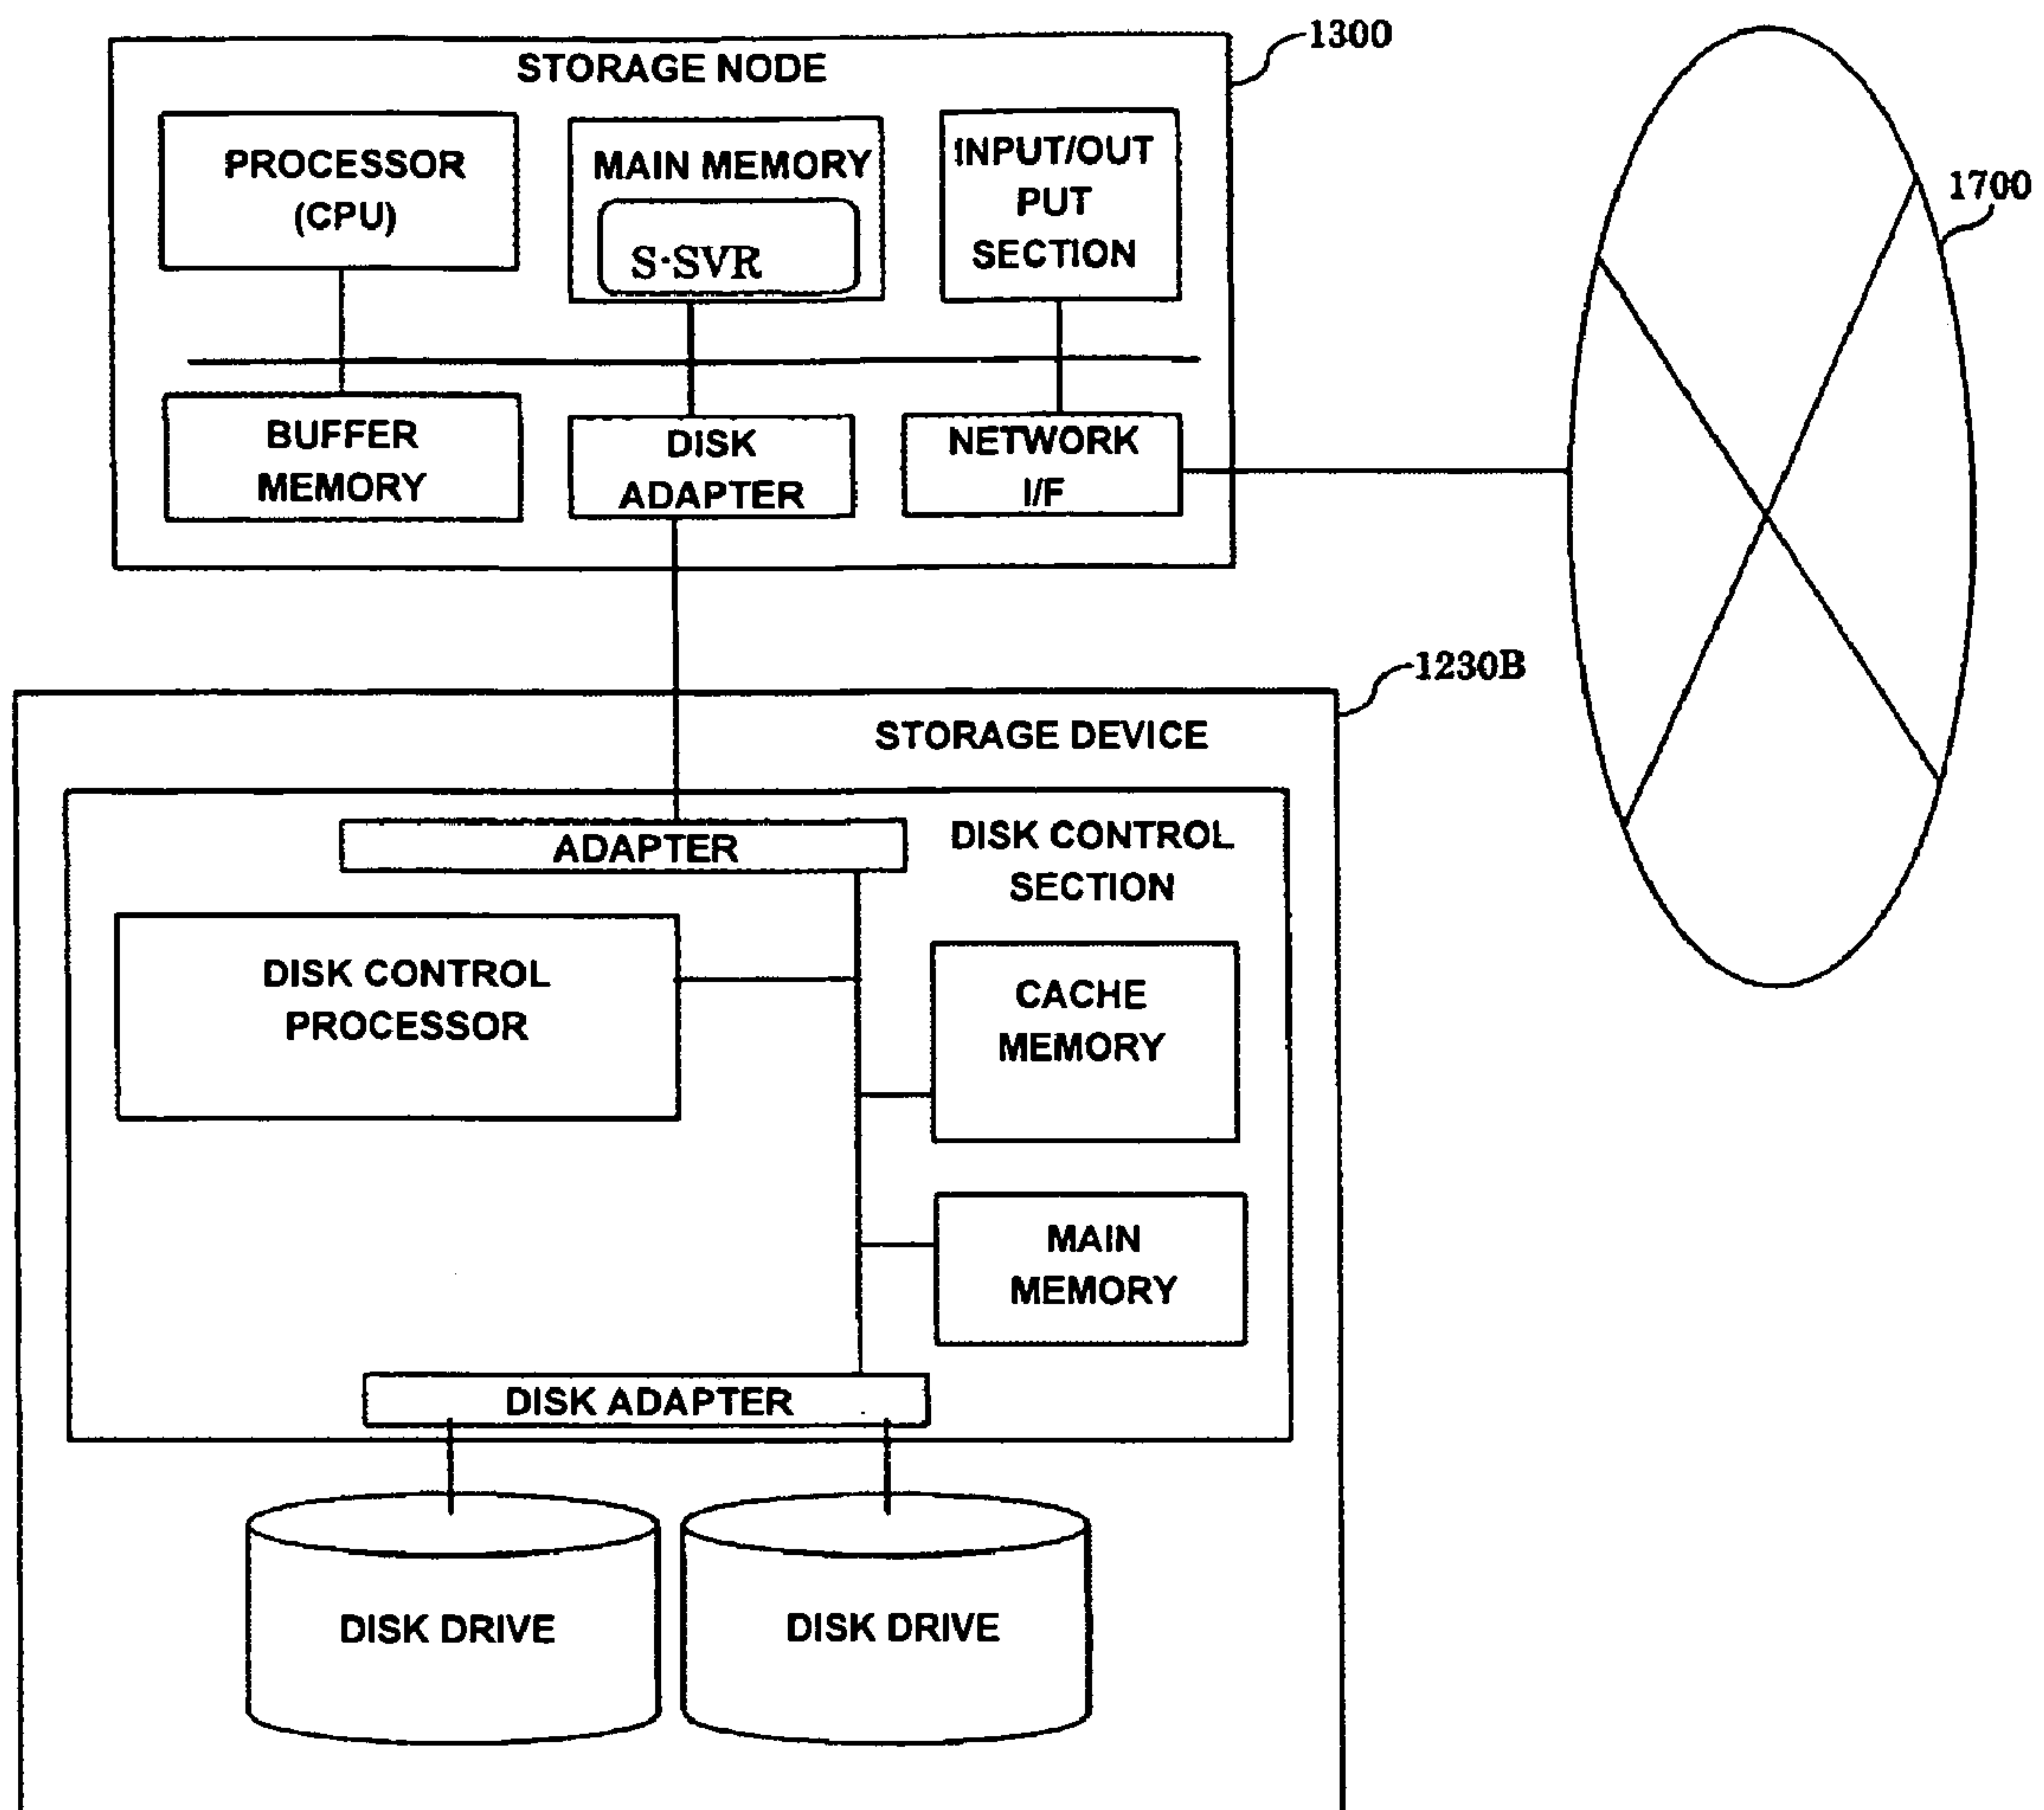 1300
STORAGE NODE
PROCESSOR
(CPU)
MAIN MEMORY
S-SVR
INPUT/OUT
PUT
SECTION
1700
BUFFER
MEMORY
DISK
ADAPTER
NETWORK
I/F
1230B
STORAGE DEVICE
ADAPTER
DISK CONTROL
SECTION
DISK CONTROL
PROCESSOR
CACHE
MEMORY
MAIN
MEMORY
DISK ADAPTER
DISK DRIVE
DISK DRIVE